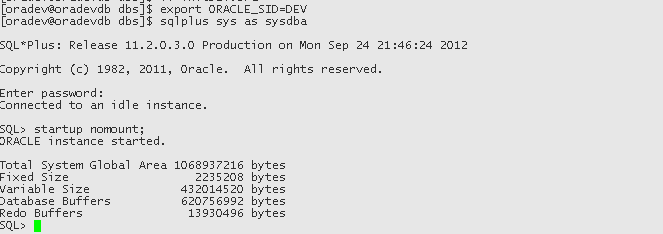 [oradev@oradevdb dbs]$ export ORACLE_SID=DEV
[oradev@oradevdb dbs]$ sqlplus sys as sysdba
SQL*Plus: Release 11.2.0.3.0 Production on Mon Sep 24 21:46:24 2012
Copyright (c) 1982, 2011, Oracle.  All rights reserved.
Enter password:
Connected to an idle instance.
SQL> startup nomount;
ORACLE instance started.
Total System Global Area 1068937216 bytes
Fixed Size                  2235208 bytes
Variable Size             432014520 bytes
Database Buffers          620756992 bytes
Redo Buffers               13930496 bytes
SQL>